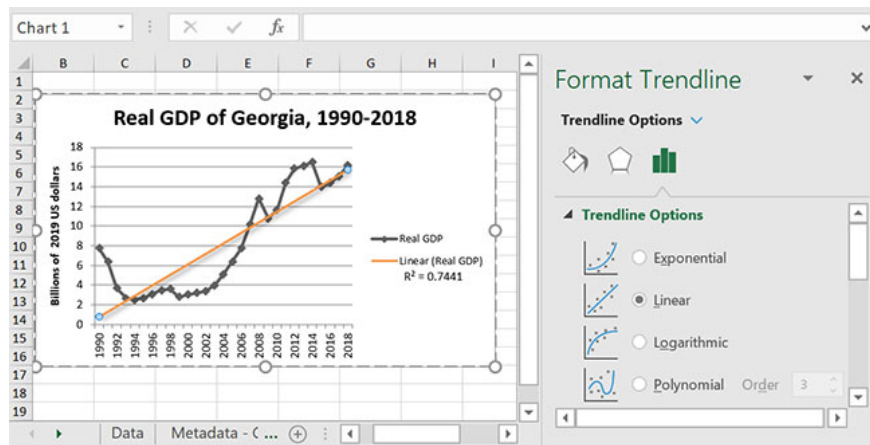 Chart 1
fx
B C D E F G H I
1
2
3
4
5
6
7
8
9
10
11
12
13
14
15
16
17
18
19
Real GDP of Georgia, 1990-2018
Billions of 2019 US dollars
18
16
14
12
10
8
6
4
2
0
1990 1992 1994 1996 1998 2000 2002 2004 2006 2008 2010 2012 2014 2016 2018
Real GDP
Linear (Real GDP)
R² = 0.7441
Data Metadata - C ...
Format Trendline
Trendline Options
Trendline Options
Exponential
Linear
Logarithmic
Polynomial Order 3